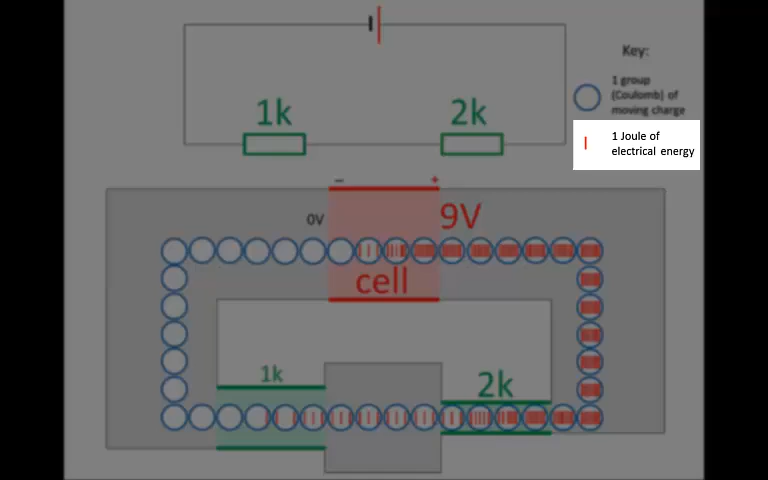 Key:
1k
2k
1 group
(Coulomb) of
moving charge
1 Joule of
electrical energy
− +
0V
9V
cell
1k
2k